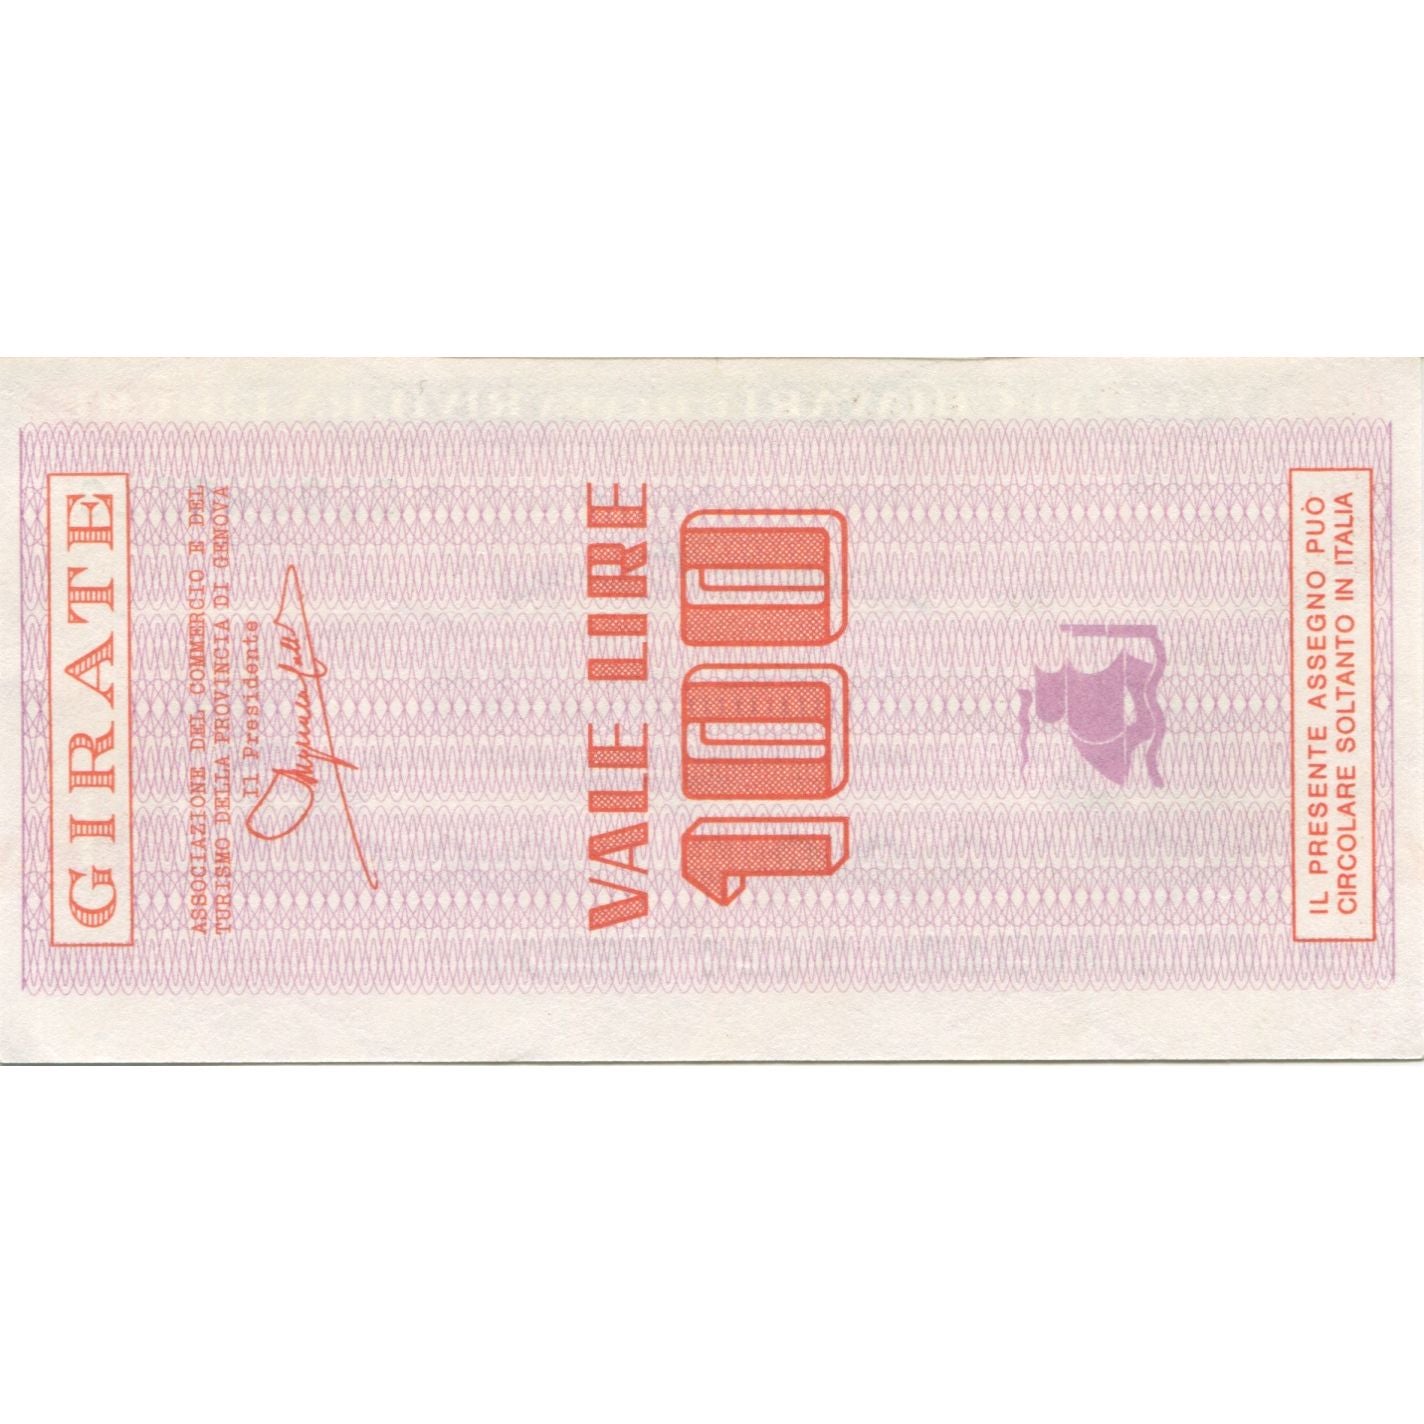 GIRATE
ASSOCIAZIONE DEL COMMERCIO E DEL
TURISMO DELLA PROVINCIA DI GENOVA
Il Presidente
VALE LIRE
100
IL PRESENTE ASSEGNO PUÒ
CIRCOLARE SOLTANTO IN ITALIA